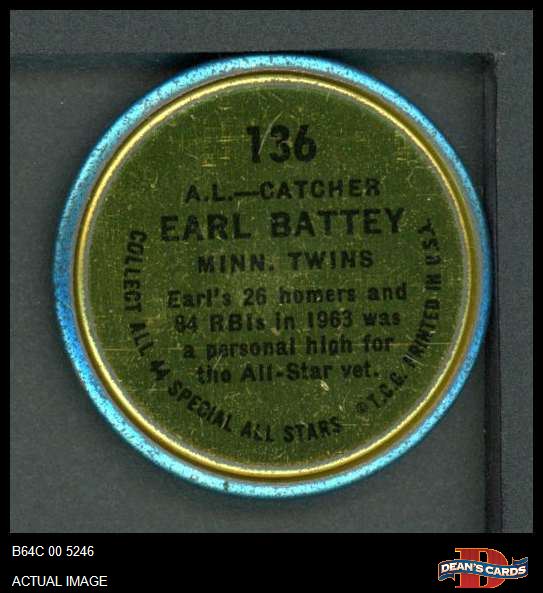 136
A.L.—CATCHER
EARL BATTEY
MINN. TWINS
Earl's 26 homers and
84 RBIs in 1963 was
a personal high for
the All-Star vet.
COLLECT ALL 44 SPECIAL ALL STARS
©T.C.G. PRINTED IN USA
B64C 00 5246
ACTUAL IMAGE
D
DEAN'S CARDS